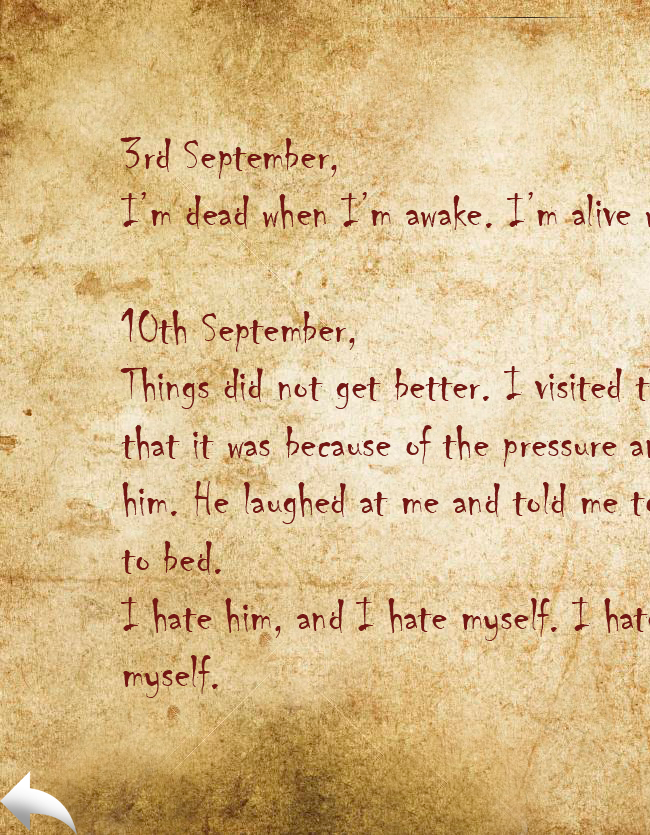 3rd September,
I'm dead when I'm awake. I'm alive
10th September,
Things did not get better. I visited
that it was because of the pressure
him. He laughed at me and told me
to bed.
I hate him, and I hate myself. I
myself.